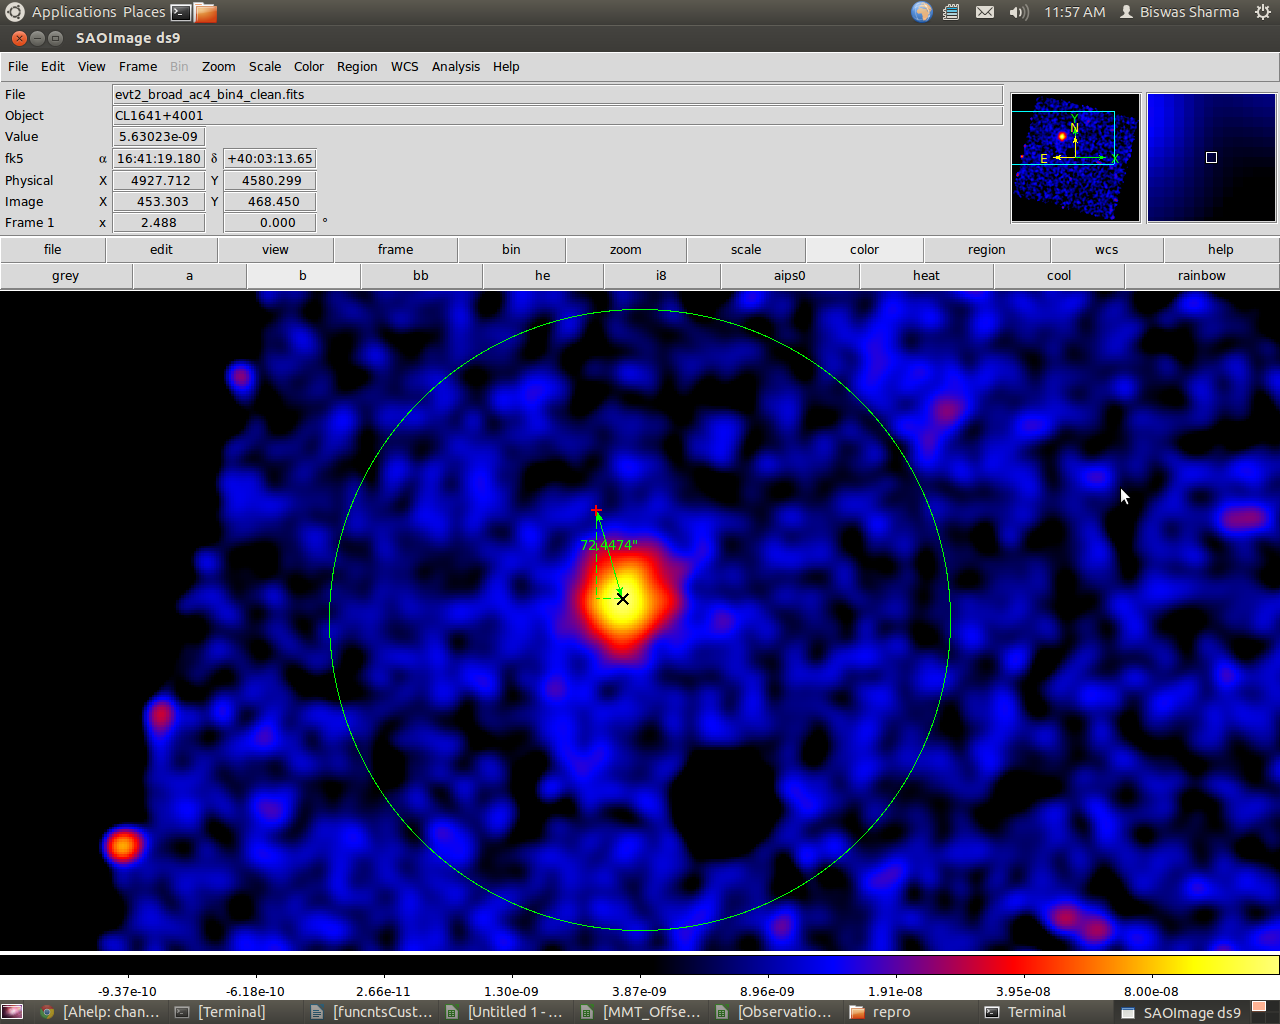 Applications Places 11:57 AM Biswas Sharma
SAOImage ds9
File Edit View Frame Bin Zoom Scale Color Region WCS Analysis Help
File evt2_broad_ac4_bin4_clean.fits
Object CL1641+4001
Value 5.63023e-09
fk5 α 16:41:19.180 δ +40:03:13.65
Physical X 4927.712 Y 4580.299
Image X 453.303 Y 468.450
Frame 1 x 2.488 0.000 °
Y
N
E X
file edit view frame bin zoom scale color region wcs help
grey a b bb he i8 aips0 heat cool rainbow
72.4474"
-9.37e-10 -6.18e-10 2.66e-11 1.30e-09 3.87e-09 8.96e-09 1.91e-08 3.95e-08 8.00e-08
[Ahelp: chan... [Terminal] [FuncntsCust... [Untitled 1 - ... [MMT_Offse... [Observatio... repro Terminal SAOImage ds9